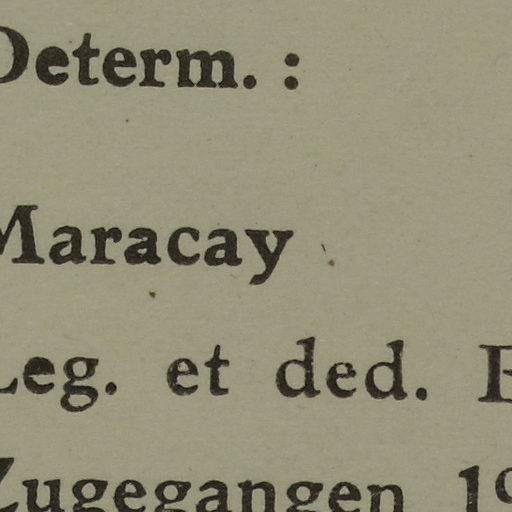 Determ. :
Maracay
Leg. et ded.
Zugegangen